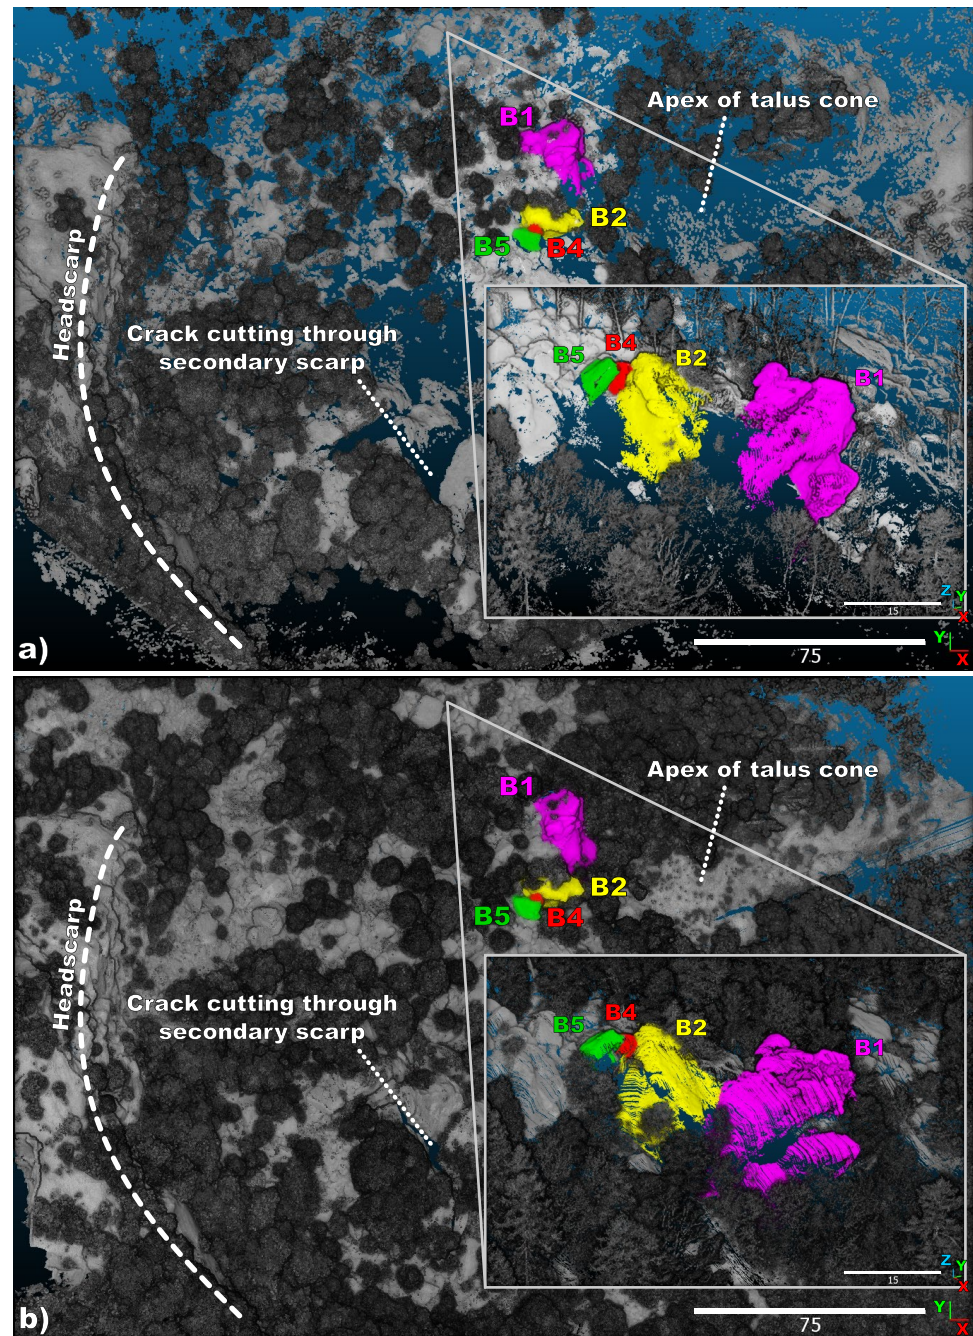 Apex of talus cone
B1
B2
B5
B4
Headscarp
Crack cutting through
secondary scarp
B4
B5
B2
B1
Z
Y
X
15
75
Y
X
a)
Apex of talus cone
B1
B2
B5
B4
Headscarp
Crack cutting through
secondary scarp
B4
B5
B2
B1
Z
Y
X
15
75
Y
X
b)